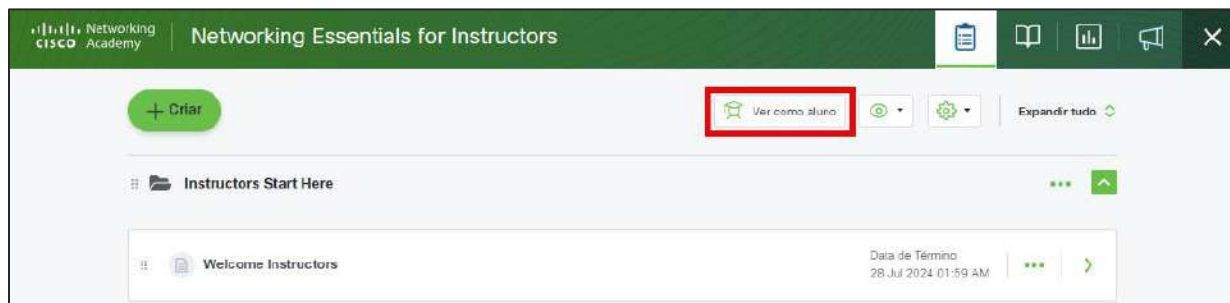 Networking
CISCO Academy
Networking Essentials for Instructors
+ Criar
Ver como aluno
Expandir tudo
Instructors Start Here
Welcome Instructors
Data de Término
28 Jul 2024 01:59 AM